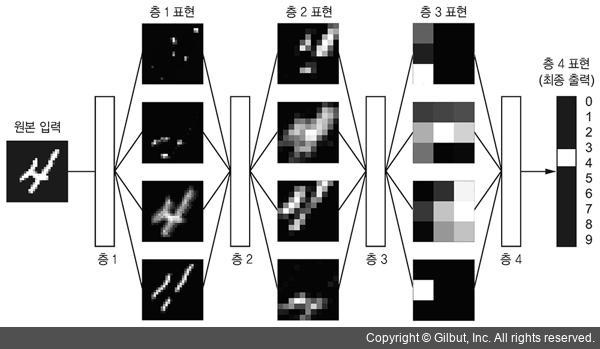 층 1 표현
층 2 표현
층 3 표현
층 4 표현
(최종 출력)
원본 입력
0
1
2
3
4
5
6
7
8
9
층 1
층 2
층 3
층 4
Copyright © Gilbut, Inc. All rights reserved.